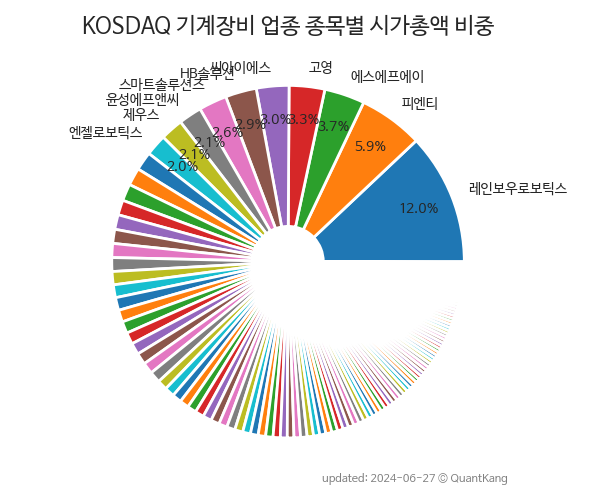 KOSDAQ 기계장비 업종 종목별 시가총액 비중
레인보우로보틱스
12.0%
피엔티
5.9%
에스에프에이
3.7%
고영
3.3%
씨아이에스
3.0%
HB솔루션
2.9%
스마트솔루션즈
2.6%
윤성에프앤씨
2.1%
제우스
2.1%
엔젤로보틱스
2.0%
updated: 2024-06-27 ⓒ QuantKang